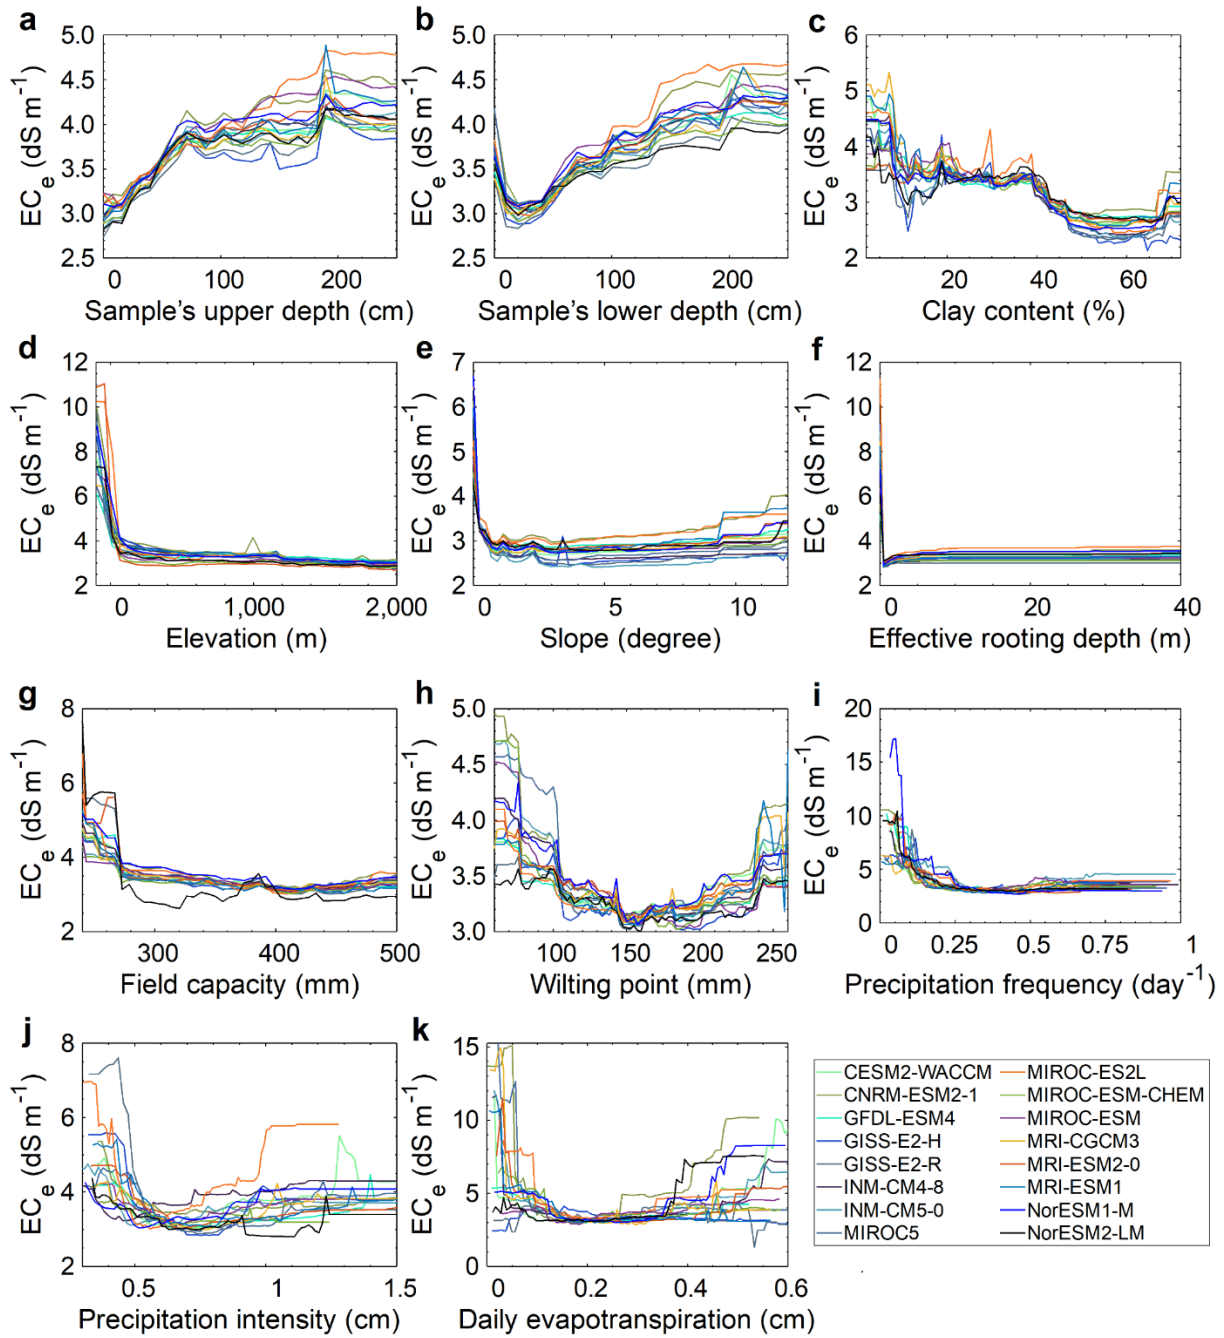 a
5.0
4.5
4.0
3.5
3.0
2.5
EC_e (dS m^-1)
0 100 200
Sample's upper depth (cm)
b
5.0
4.5
4.0
3.5
3.0
2.5
EC_e (dS m^-1)
0 100 200
Sample's lower depth (cm)
c
6
5
4
3
2
EC_e (dS m^-1)
20 40 60
Clay content (%)
d
12
10
8
6
4
2
EC_e (dS m^-1)
0 1,000 2,000
Elevation (m)
e
7
6
5
4
3
2
EC_e (dS m^-1)
0 5 10
Slope (degree)
f
12
10
8
6
4
2
EC_e (dS m^-1)
0 20 40
Effective rooting depth (m)
g
8
6
4
2
EC_e (dS m^-1)
300 400 500
Field capacity (mm)
h
5.0
4.5
4.0
3.5
3.0
EC_e (dS m^-1)
100 150 200 250
Wilting point (mm)
i
20
15
10
5
0
EC_e (dS m^-1)
0 0.25 0.5 0.75 1
Precipitation frequency (day^-1)
j
8
6
4
2
EC_e (dS m^-1)
0.5 1 1.5
Precipitation intensity (cm)
k
15
10
5
0
EC_e (dS m^-1)
0 0.2 0.4 0.6
Daily evapotranspiration (cm)
CESM2-WACCM
CNRM-ESM2-1
GFDL-ESM4
GISS-E2-H
GISS-E2-R
INM-CM4-8
INM-CM5-0
MIROC5
MIROC-ES2L
MIROC-ESM-CHEM
MIROC-ESM
MRI-CGCM3
MRI-ESM2-0
MRI-ESM1
NorESM1-M
NorESM2-LM